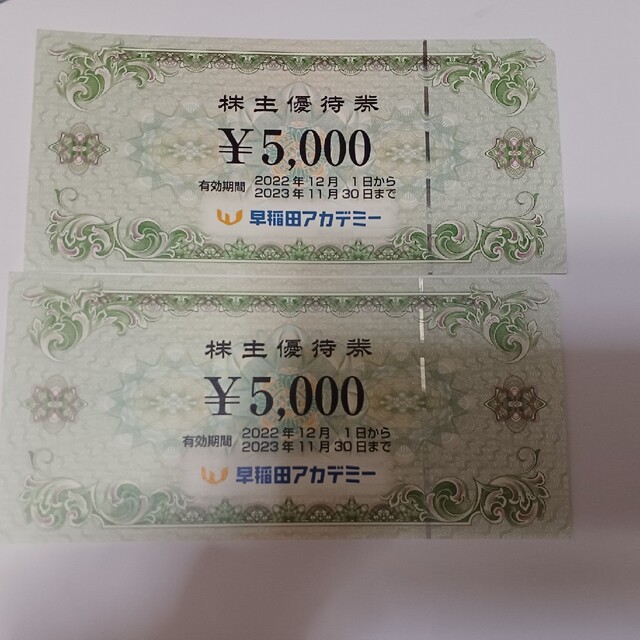 株主優待券
￥5,000
有効期間 2022年12月 1日から
2023年11月30日まで
早稲田アカデミー
株主優待券
￥5,000
有効期間 2022年12月 1日から
2023年11月30日まで
早稲田アカデミー